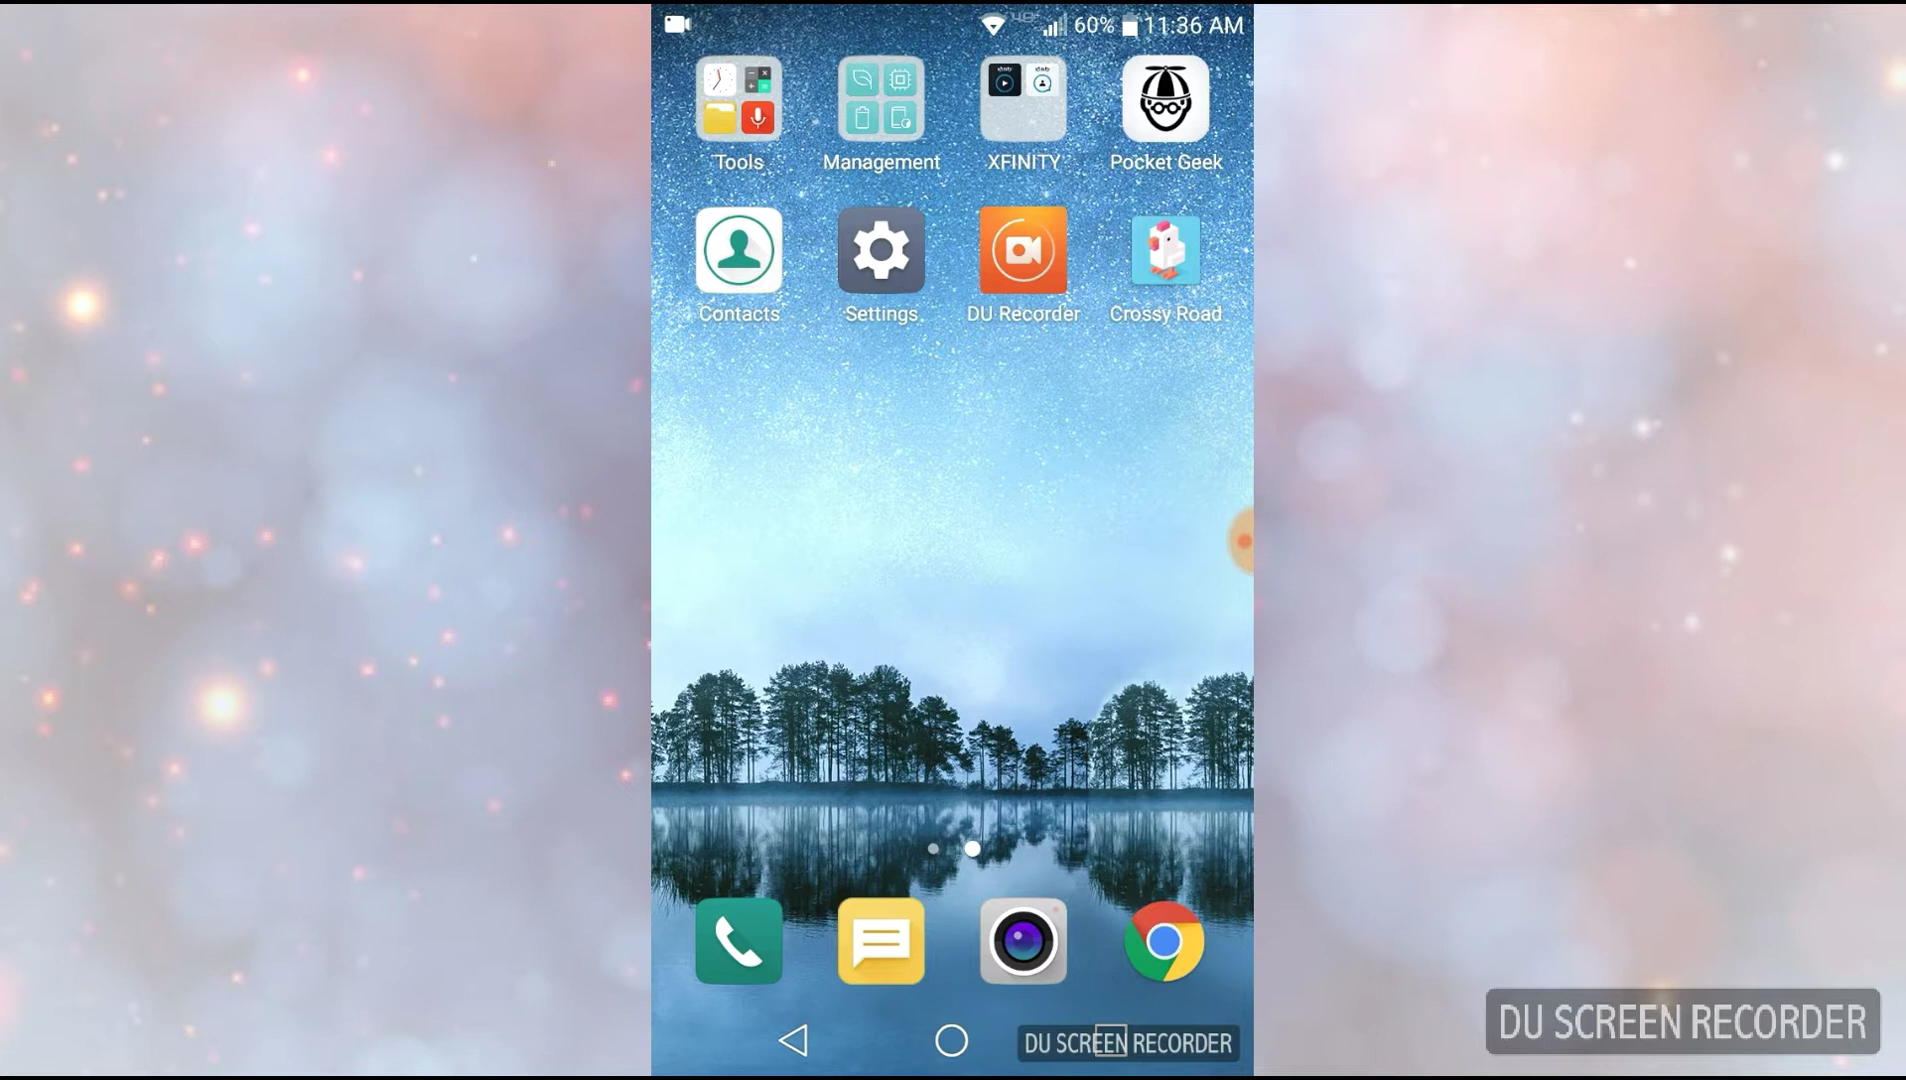 60% 11:36 AM
Tools Management XFINITY Pocket Geek
Contacts Settings DU Recorder Crossy Road
DU SCREEN RECORDER
DU SCREEN RECORDER